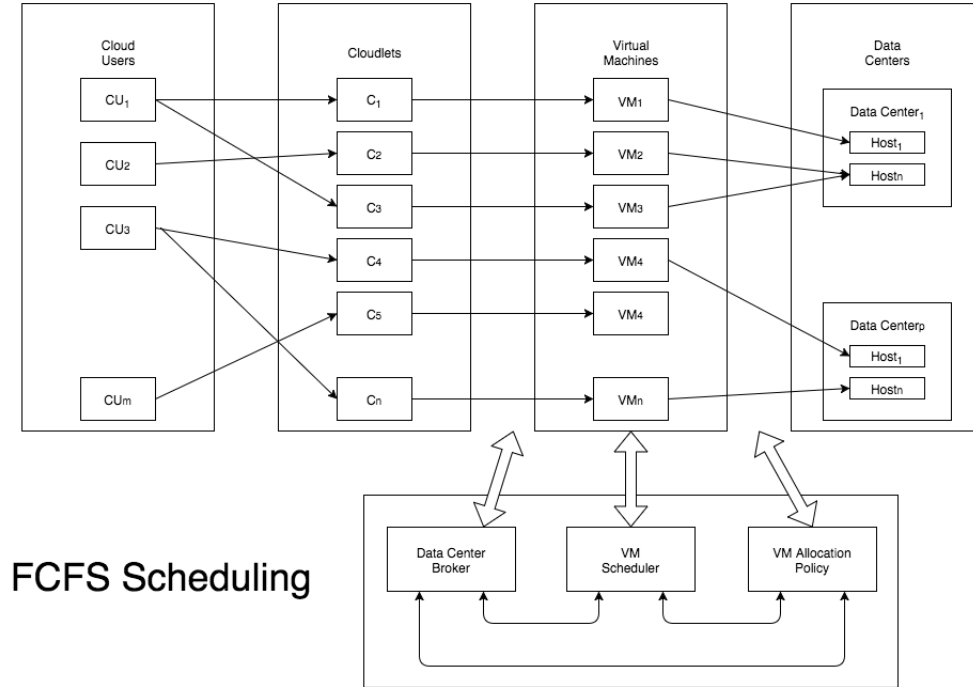 Cloud
Users
CU1
CU2
CU3
CUm
Cloudlets
C1
C2
C3
C4
C5
Cn
Virtual
Machines
VM1
VM2
VM3
VM4
VM4
VMn
Data
Centers
Data Center1
Host1
Hostn
Data Centerp
Host1
Hostn
FCFS Scheduling
Data Center
Broker
VM
Scheduler
VM Allocation
Policy